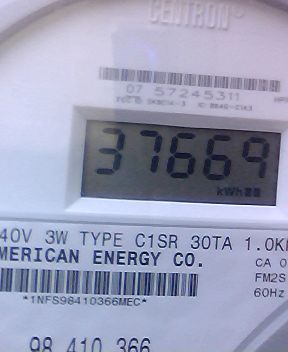 CENTRON®
07 57245311
37669
kWh
40V 3W TYPE C1SR 30TA 1.0K
MERICAN ENERGY CO.
CA 0
FM2S
60Hz
*1NFS98410366MEC*
98 410 366